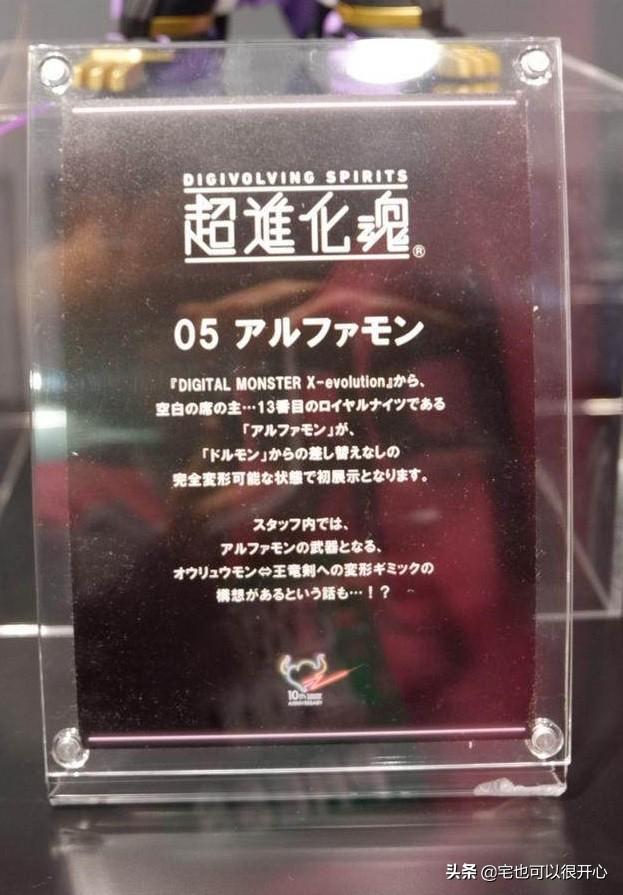 DIGIVOLVING SPIRITS
超進化魂®
05 アルファモン
『DIGITAL MONSTER X-evolution』から、
空白の席の主…13番目のロイヤルナイツである
「アルファモン」が、
「ドルモン」からの差し替えなしの
完全変形可能な状態で初展示となります。
スタッフ内では、
アルファモンの武器となる、
オウリュウモン⇔王竜剣への変形ギミックの
構想があるという話も…！？
10th
ANNIVERSARY
头条 @宅也可以很开心